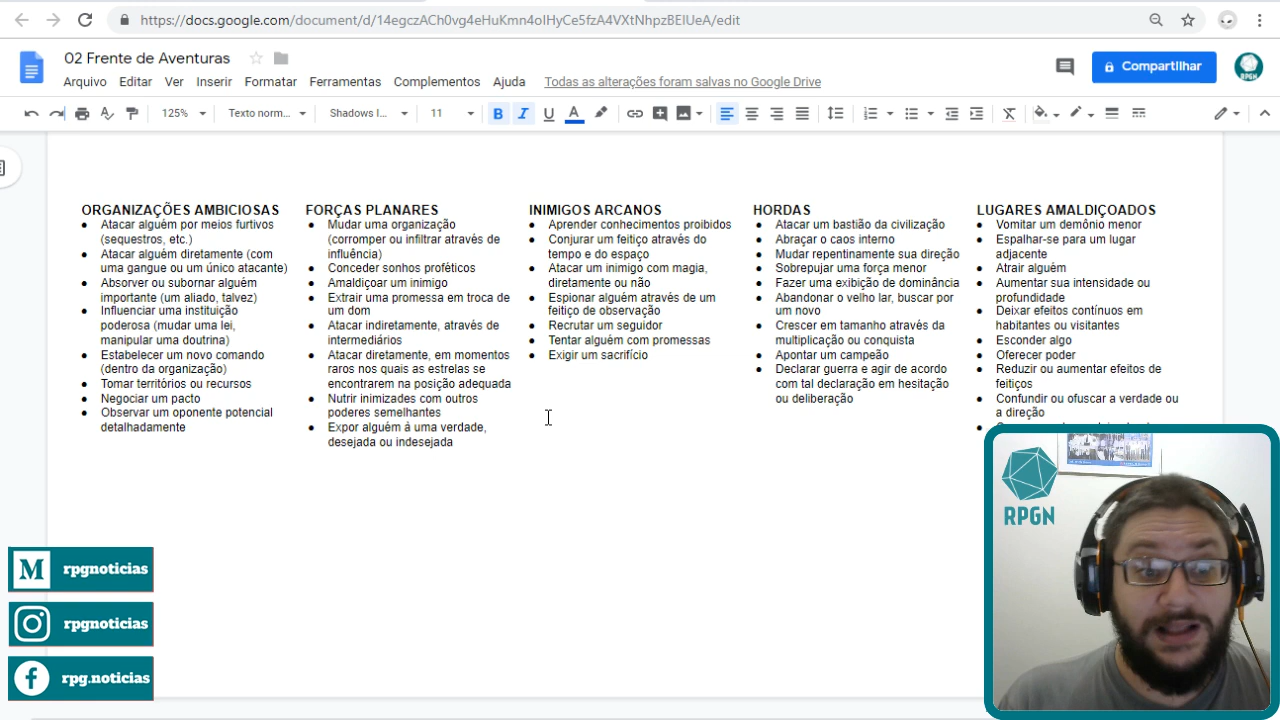 https://docs.google.com/document/d/14egczACh0vg4eHuKmn4oIHyCe5fzA4VXtNhpzBEIUeA/edit
02 Frente de Aventuras
Arquivo Editar Ver Inserir Formatar Ferramentas Complementos Ajuda Todas as alterações foram salvas no Google Drive
Compartilhar
RPGN
125% Texto norm... Shadows I... 11 B I U A
ORGANIZAÇÕES AMBICIOSAS
Atacar alguém por meios furtivos
(sequestros, etc.)
Atacar alguém diretamente (com
uma gangue ou um único atacante)
Absorver ou subornar alguém
importante (um aliado, talvez)
Influenciar uma instituição
poderosa (mudar uma lei,
manipular uma doutrina)
Estabelecer um novo comando
(dentro da organização)
Tomar territórios ou recursos
Negociar um pacto
Observar um oponente potencial
detalhadamente
FORÇAS PLANARES
Mudar uma organização
(corromper ou infiltrar através de
influência)
Conceder sonhos proféticos
Amaldiçoar um inimigo
Extrair uma promessa em troca de
um dom
Atacar indiretamente, através de
intermediários
Atacar diretamente, em momentos
raros nos quais as estrelas se
encontrarem na posição adequada
Nutrir inimizades com outros
poderes semelhantes
Expor alguém à uma verdade,
desejada ou indesejada
INIMIGOS ARCANOS
Aprender conhecimentos proibidos
Conjurar um feitiço através do
tempo e do espaço
Atacar um inimigo com magia,
diretamente ou não
Espionar alguém através de um
feitiço de observação
Recrutar um seguidor
Tentar alguém com promessas
Exigir um sacrifício
HORDAS
Atacar um bastião da civilização
Abraçar o caos interno
Mudar repentinamente sua direção
Sobrepujar uma força menor
Fazer uma exibição de dominância
Abandonar o velho lar, buscar por
um novo
Crescer em tamanho através da
multiplicação ou conquista
Apontar um campeão
Declarar guerra e agir de acordo
com tal declaração em hesitação
ou deliberação
LUGARES AMALDIÇOADOS
Vomitar um demônio menor
Espalhar-se para um lugar
adjacente
Atrair alguém
Aumentar sua intensidade ou
profundidade
Deixar efeitos contínuos em
habitantes ou visitantes
Esconder algo
Oferecer poder
Reduzir ou aumentar efeitos de
feitiços
Confundir ou ofuscar a verdade ou
a direção
RPGN
M rpgnoticias
rpgnoticias
f rpg.noticias